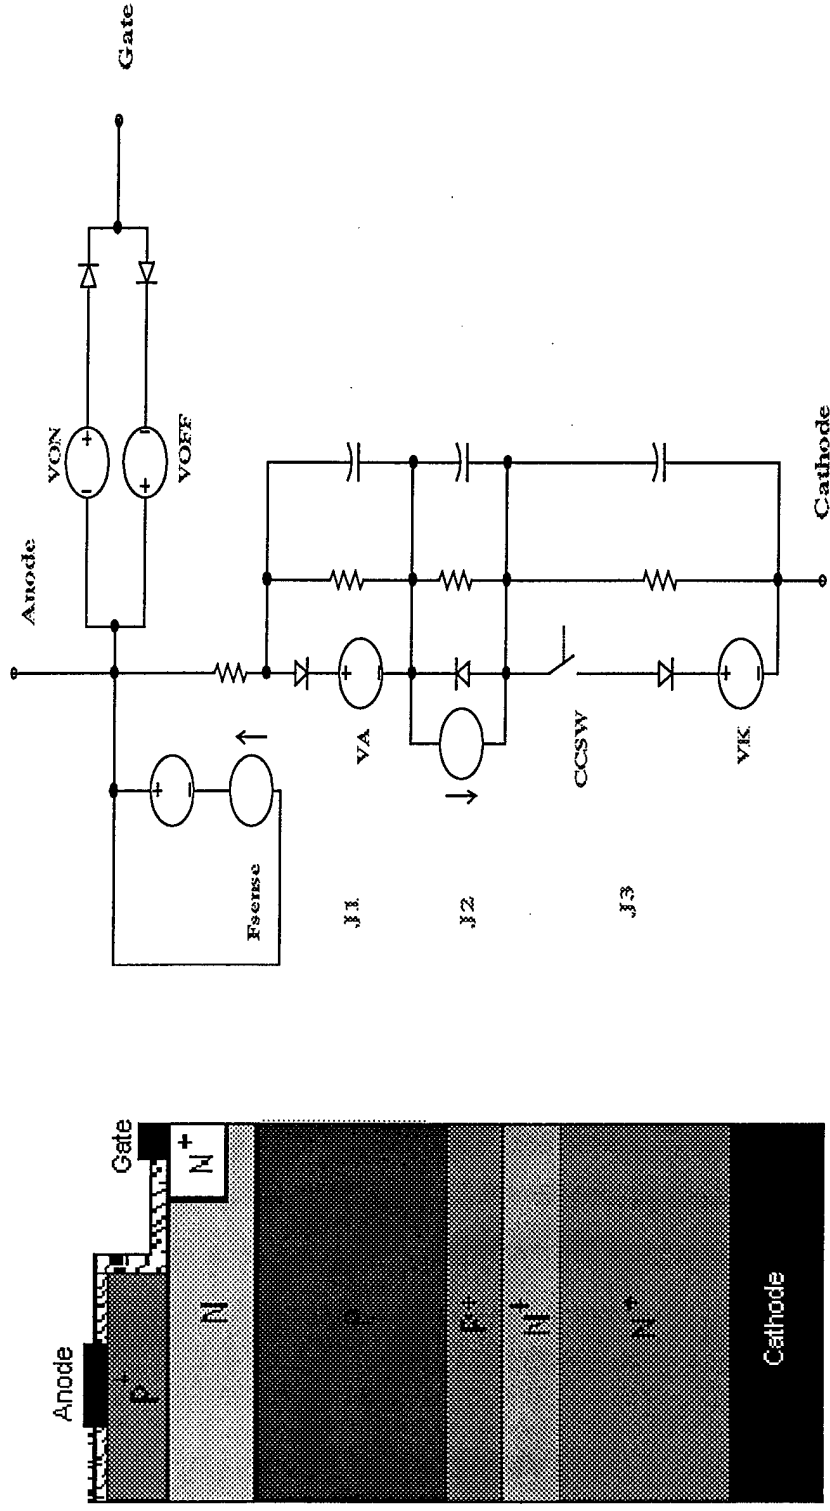 Gate
VON
+
-
VOFF
+
-
Anode
+
-
Fsense
VA
+
-
CCSW
VK
+
-
Cathode
J1
J2
J3
Anode
Gate
P+
N+
N
P+
N+
N+
Cathode